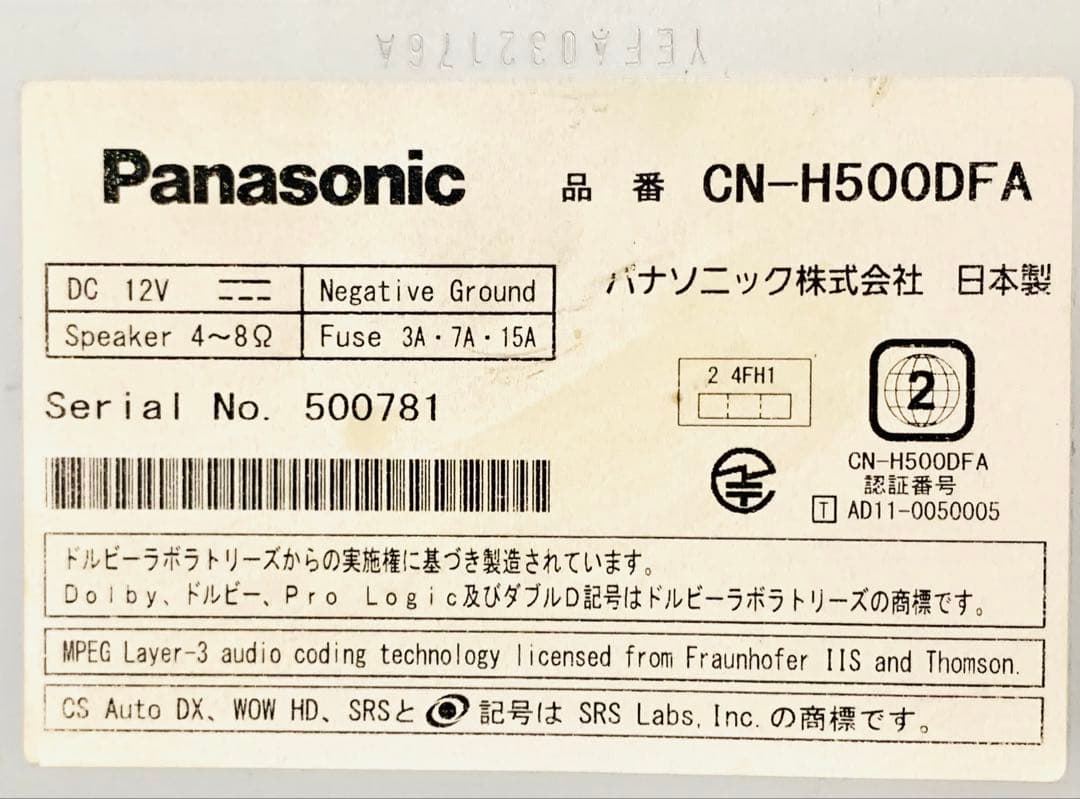 YEFA032176A
Panasonic 品番 CN-H500DFA
DC 12V Negative Ground
Speaker 4～8Ω Fuse 3A・7A・15A
パナソニック株式会社 日本製
2 4FH1
2
Serial No. 500781
CN-H500DFA
認証番号
T AD11-0050005
ドルビーラボラトリーズからの実施権に基づき製造されています。
Dolby、ドルビー、Pro Logic及びダブルD記号はドルビーラボラトリーズの商標です。
MPEG Layer-3 audio coding technology licensed from Fraunhofer IIS and Thomson.
CS Auto DX、WOW HD、SRSと 記号は SRS Labs, Inc. の商標です。